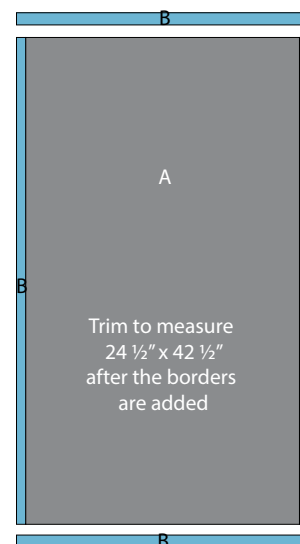 B
A
B
Trim to measure
24 ½” x 42 ½”
after the borders
are added
B